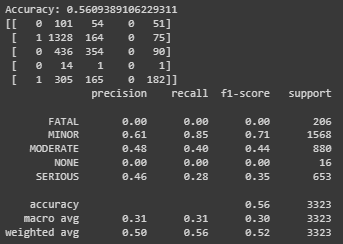 Accuracy: 0.5609389106229311
[[   0  101   54    0   51]
 [   1 1328  164    0   75]
 [   0  436  354    0   90]
 [   0   14    1    0    1]
 [   1  305  165    0  182]]
              precision    recall  f1-score   support
       FATAL       0.00      0.00      0.00       206
       MINOR       0.61      0.85      0.71      1568
    MODERATE       0.48      0.40      0.44       880
        NONE       0.00      0.00      0.00        16
     SERIOUS       0.46      0.28      0.35       653
    accuracy                           0.56      3323
   macro avg       0.31      0.31      0.30      3323
weighted avg       0.50      0.56      0.52      3323